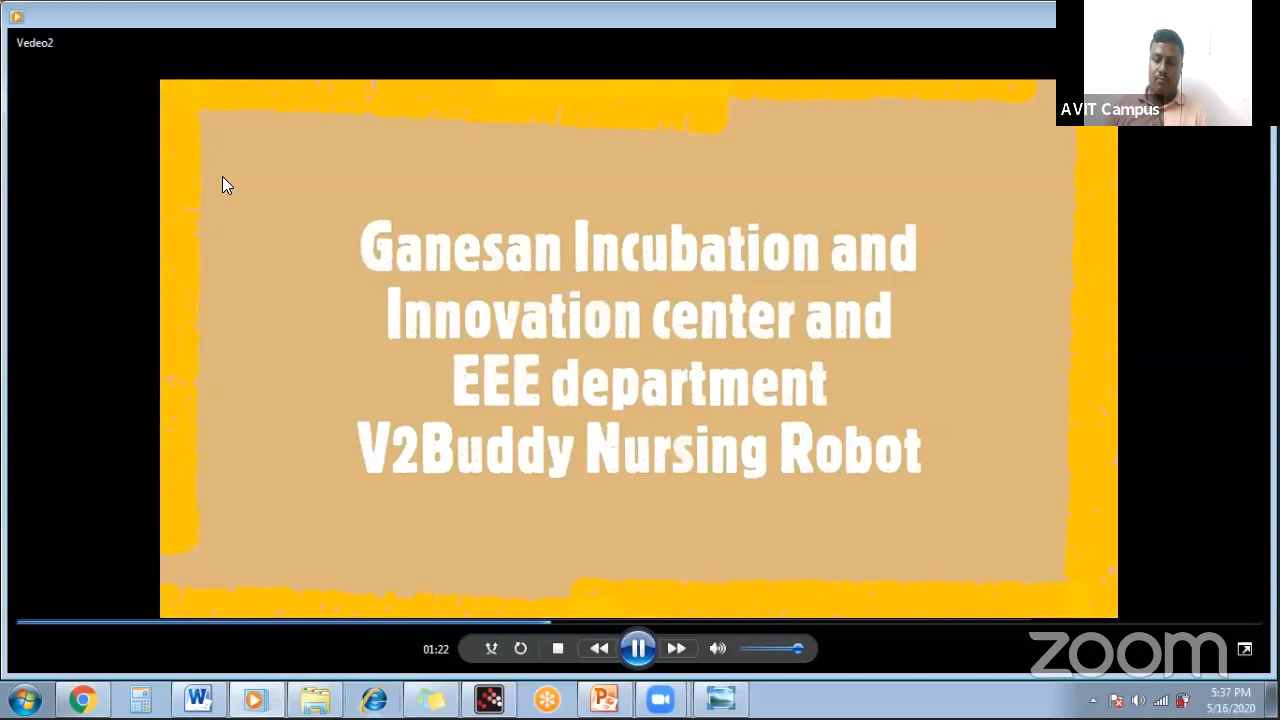 Vedeo2
AVIT Campus
Ganesan Incubation and
Innovation center and
EEE department
V2Buddy Nursing Robot
01:22
zoom
5:37 PM
5/16/2020